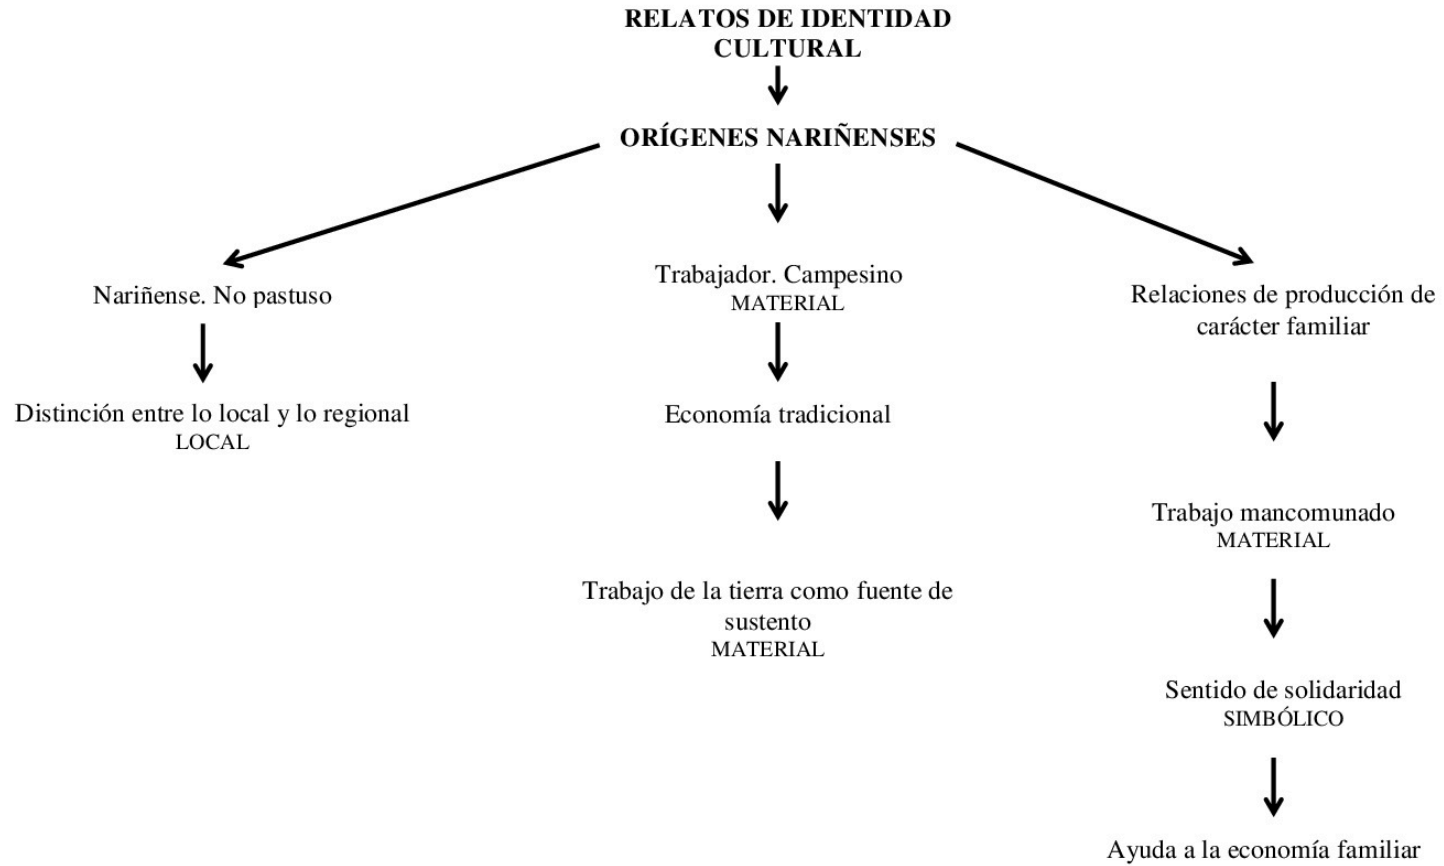 RELATOS DE IDENTIDAD
CULTURAL
ORÍGENES NARIÑENSES
Nariñense. No pastuso
Distinción entre lo local y lo regional
LOCAL
Trabajador. Campesino
MATERIAL
Economía tradicional
Trabajo de la tierra como fuente de
sustento
MATERIAL
Relaciones de producción de
carácter familiar
Trabajo mancomunado
MATERIAL
Sentido de solidaridad
SIMBÓLICO
Ayuda a la economía familiar